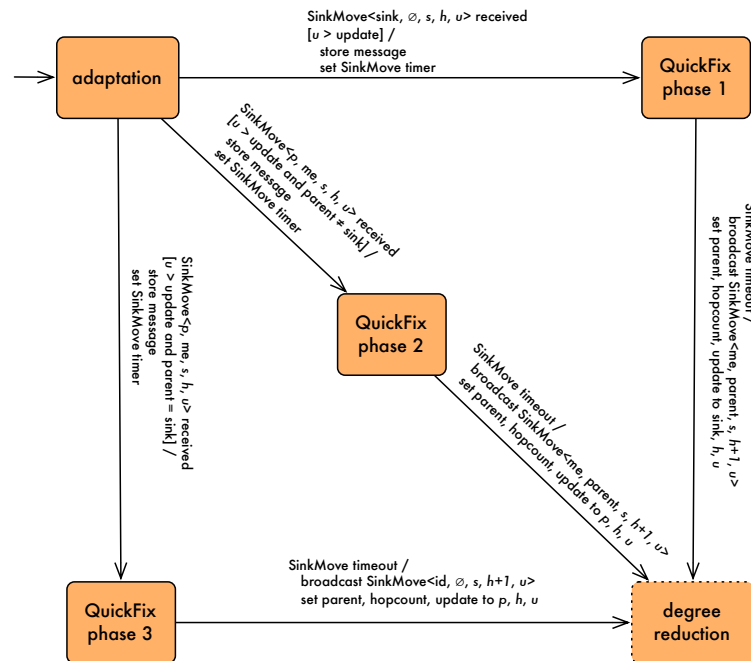 SinkMove<sink, ∅, s, h, u> received
[u > update] /
store message
set SinkMove timer
adaptation
QuickFix
phase 1
SinkMove<p, me, s, h, u> received
[u > update and parent ≠ sink] /
store message
set SinkMove timer
SinkMove timeout /
broadcast SinkMove<me, parent, s, h+1, u>
set parent, hopcount, update to sink, h, u
QuickFix
phase 2
SinkMove<p, me, s, h, u> received
[u > update and parent = sink] /
store message
set SinkMove timer
SinkMove timeout /
broadcast SinkMove<me, parent, s, h+1, u>
set parent, hopcount, update to p, h, u
SinkMove timeout /
broadcast SinkMove<id, ∅, s, h+1, u>
set parent, hopcount, update to p, h, u
QuickFix
phase 3
degree
reduction